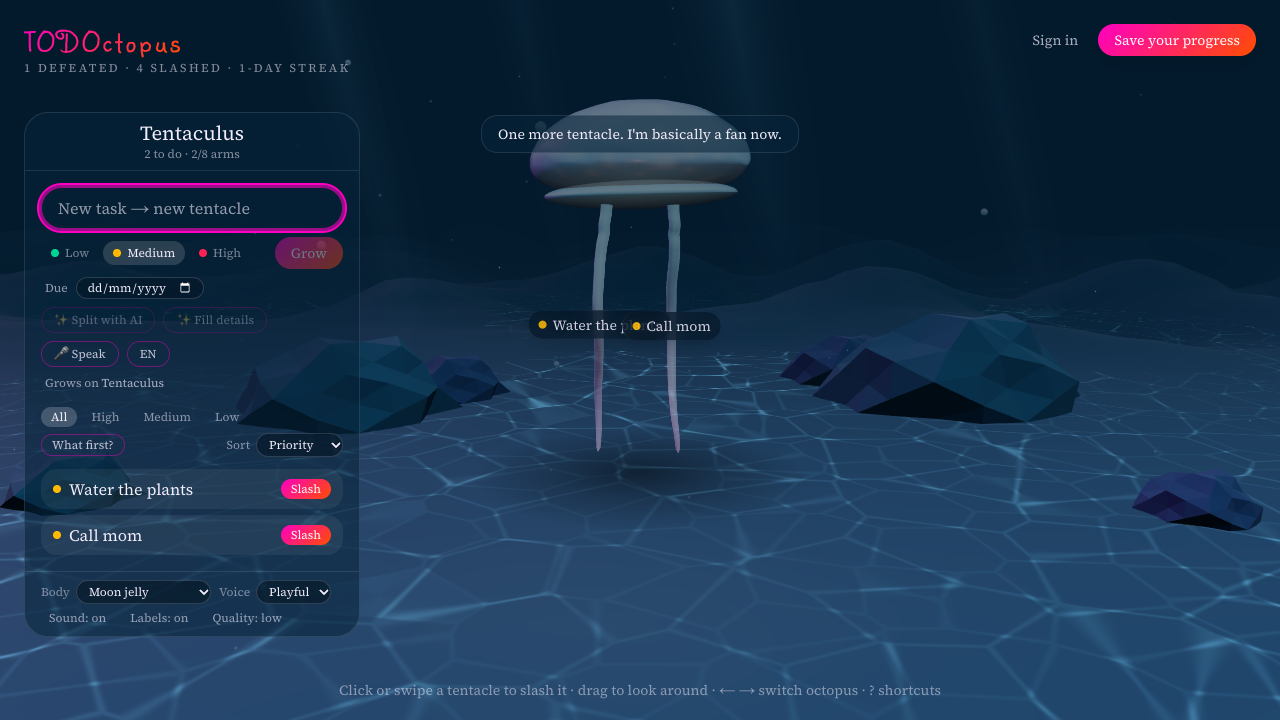 TODOctopus
1 DEFEATED · 4 SLASHED · 1-DAY STREAK
Sign in
Save your progress
Tentaculus
2 to do · 2/8 arms
New task → new tentacle
Low
Medium
High
Grow
Due dd/mm/yyyy
✨ Split with AI
✨ Fill details
🎤 Speak
EN
Grows on Tentaculus
All
High
Medium
Low
What first?
Sort Priority
Water the plants
Slash
Call mom
Slash
Body Moon jelly
Voice Playful
Sound: on
Labels: on
Quality: low
One more tentacle. I'm basically a fan now.
Water the
Call mom
Click or swipe a tentacle to slash it · drag to look around · ← → switch octopus · ? shortcuts